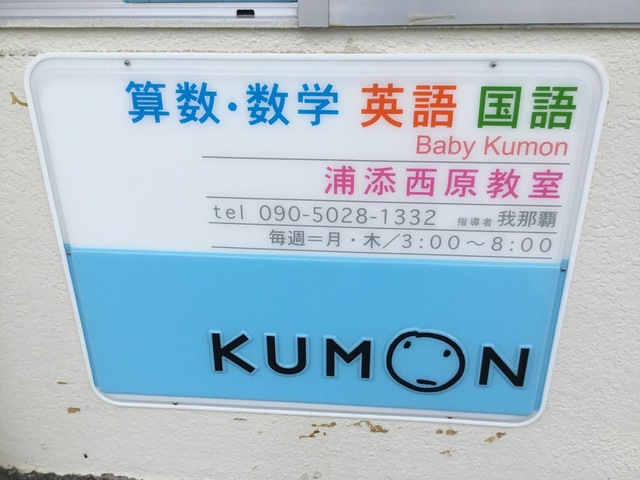 算数・数学 英語 国語
Baby Kumon
浦添西原教室
tel 090-5028-1332 指導者 我那覇
毎週＝月・木／3:00～8:00
KUMON